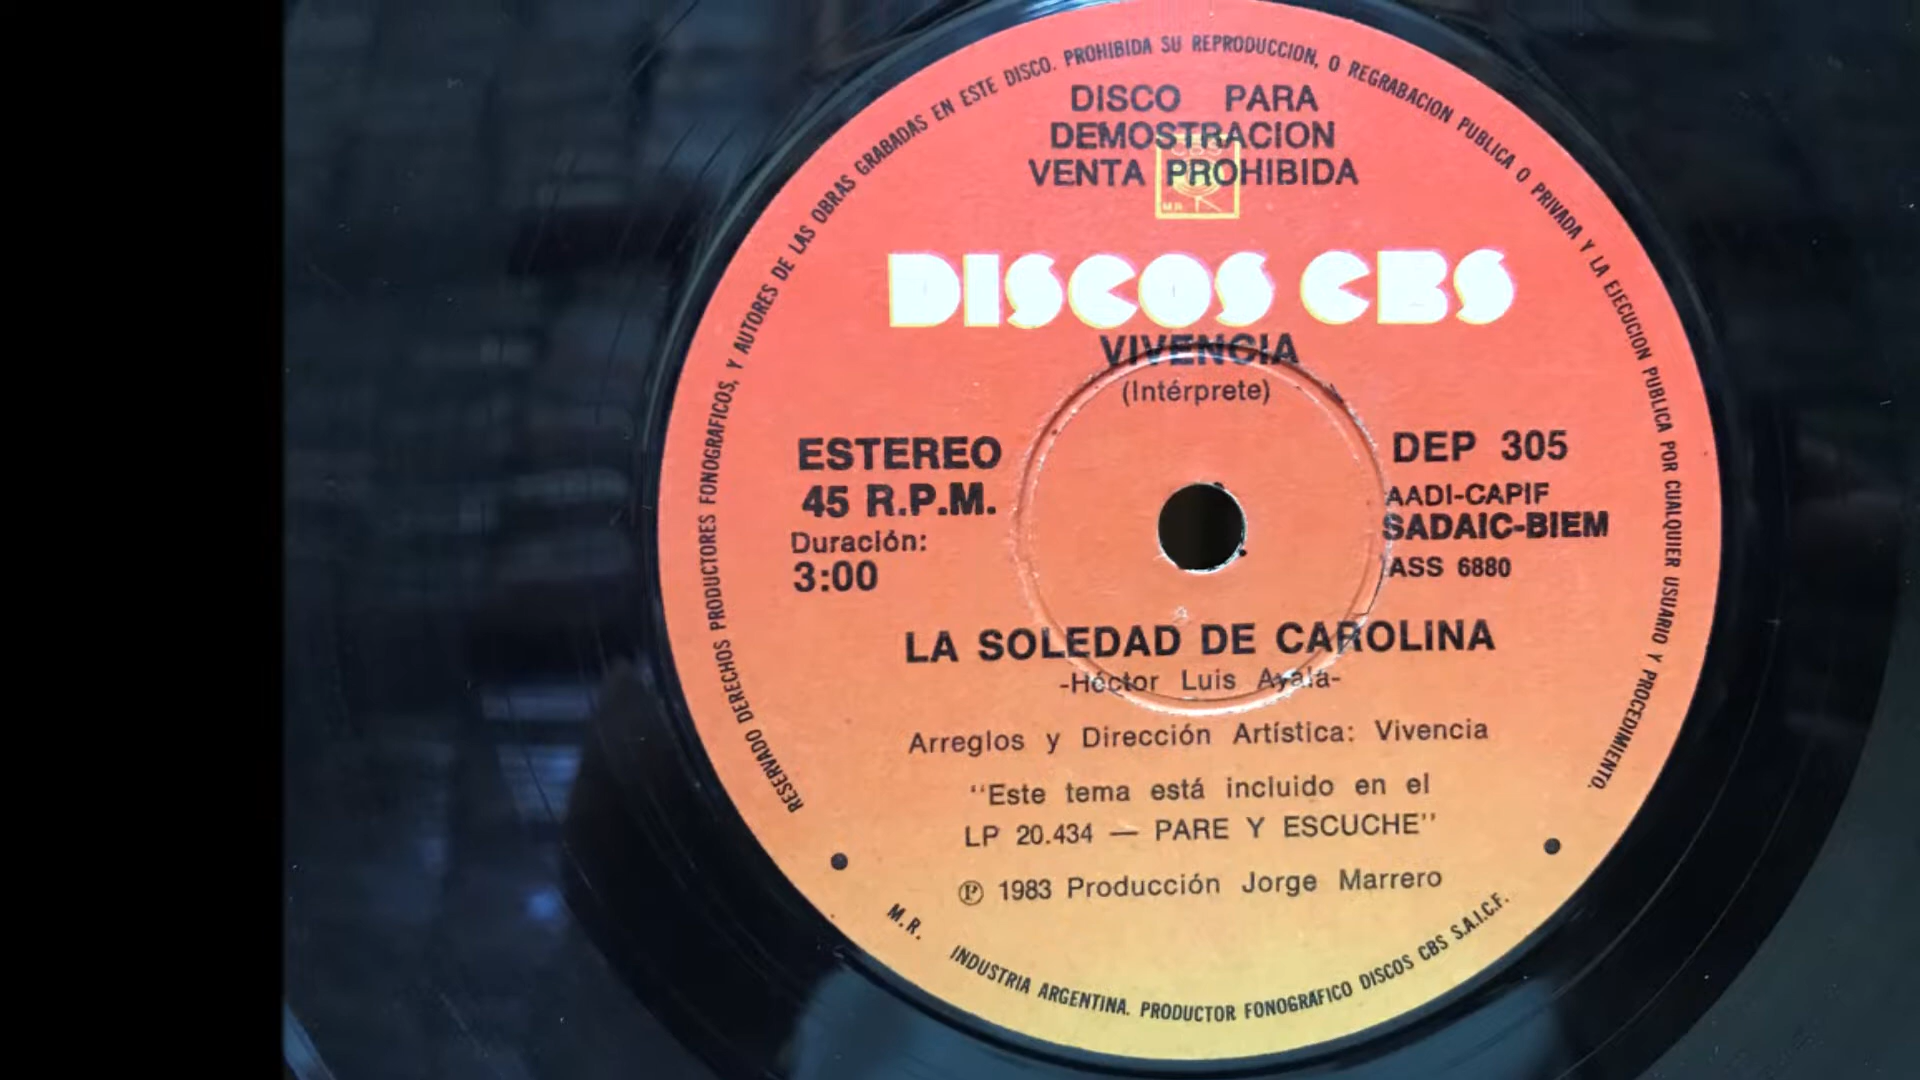 RESERVADO DERECHOS PRODUCTORES FONOGRAFICOS, Y AUTORES DE LAS OBRAS GRABADAS EN ESTE DISCO. PROHIBIDA SU REPRODUCCION, O REGRABACION PUBLICA O PRIVADA Y LA EJECUCION PUBLICA POR CUALQUIER USUARIO Y PROCEDIMIENTO.
DISCO PARA
DEMOSTRACION
VENTA PROHIBIDA
CBS
MR
DISCOS CBS
VIVENCIA
(Intérprete)
ESTEREO
45 R.P.M.
Duración:
3:00
DEP 305
AADI-CAPIF
SADAIC-BIEM
ASS 6880
LA SOLEDAD DE CAROLINA
-Héctor Luis Ayala-
Arreglos y Dirección Artística: Vivencia
"Este tema está incluido en el
LP 20.434 — PARE Y ESCUCHE"
℗ 1983 Producción Jorge Marrero
M.R. INDUSTRIA ARGENTINA. PRODUCTOR FONOGRAFICO DISCOS CBS S.A.I.C.F.